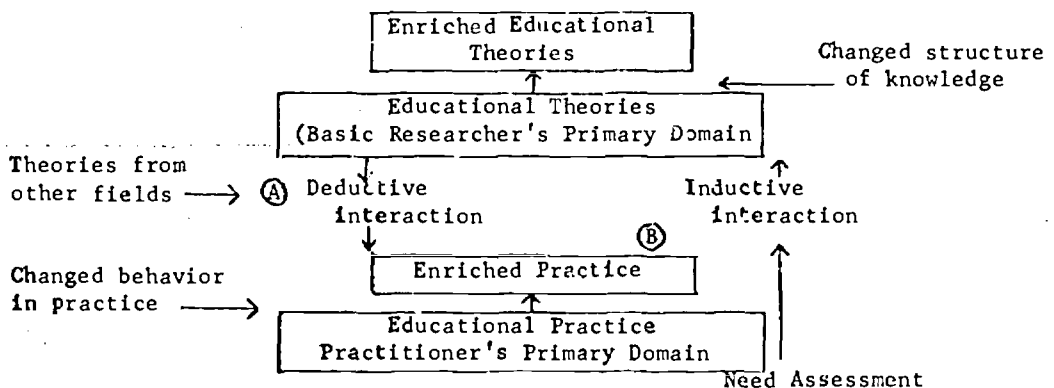 Enriched Educational
Theories
Changed structure
of knowledge
Educational Theories
(Basic Researcher's Primary Domain
Theories from
other fields
Ⓐ Deductive
interaction
Inductive
interaction
Ⓑ
Enriched Practice
Changed behavior
in practice
Educational Practice
Practitioner's Primary Domain
Need Assessment